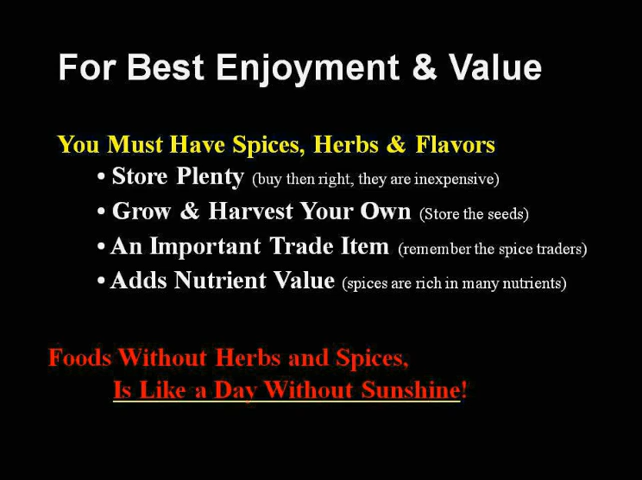 For Best Enjoyment & Value
You Must Have Spices, Herbs & Flavors
• Store Plenty (buy then right, they are inexpensive)
• Grow & Harvest Your Own (Store the seeds)
• An Important Trade Item (remember the spice traders)
• Adds Nutrient Value (spices are rich in many nutrients)
Foods Without Herbs and Spices,
Is Like a Day Without Sunshine!